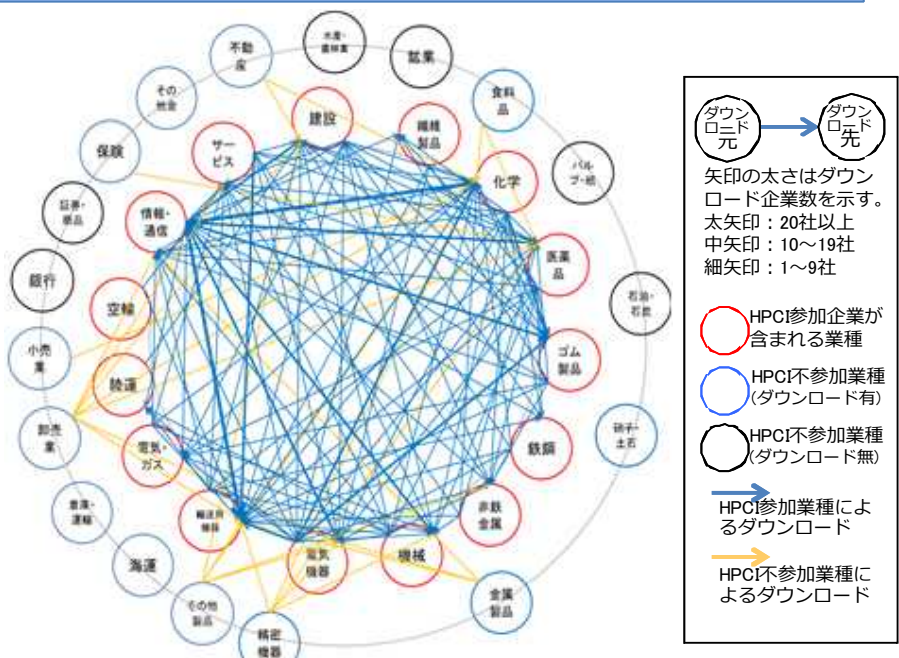 不動
産
水産・
農林業
鉱業
食料
品
パル
プ・紙
石油・
石炭
硝子・
土石
金属
製品
精密
機器
その他
製品
海運
倉庫・
運輸
卸売
業
小売
業
銀行
証券・
商品
保険
その
他金
建設
繊維
製品
化学
医薬
品
ゴム
製品
鉄鋼
非鉄
金属
機械
電気
機器
輸送用
機器
電気・
ガス
陸運
空輸
情報・
通信
サー
ビス
ダウン
ロード
元
ダウン
ロード
先
矢印の太さはダウン
ロード企業数を示す。
太矢印：20社以上
中矢印：10～19社
細矢印：1～9社
HPCI参加企業が
含まれる業種
HPCI不参加業種
(ダウンロード有)
HPCI不参加業種
(ダウンロード無)
HPCI参加業種によ
るダウンロード
HPCI不参加業種に
よるダウンロード